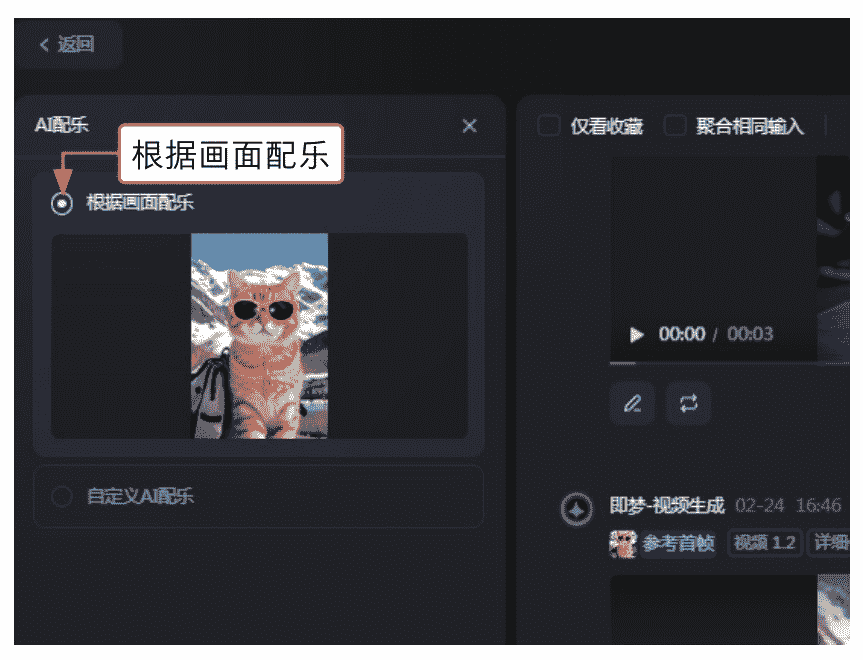 返回
AI配乐
根据画面配乐
根据画面配乐
自定义AI配乐
仅看收藏
聚合相同输入
00:00 / 00:03
即梦-视频生成 02-24 16:46
参考首帧 视频 1.2 详细